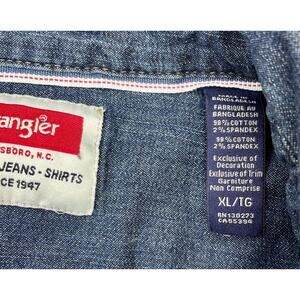 angler
SBORO, N.C.
JEANS - SHIRTS
CE 1947
BANGLADESH
FABRIQUE AU
BANGLADESH
98% COTTON
2% SPANDEX
98% COTON
2% SPANDEX
Exclusive of
Decoration
Exclusive of Trim
Garniture
Non Comprise
XL/TG
RN130273
CA55394